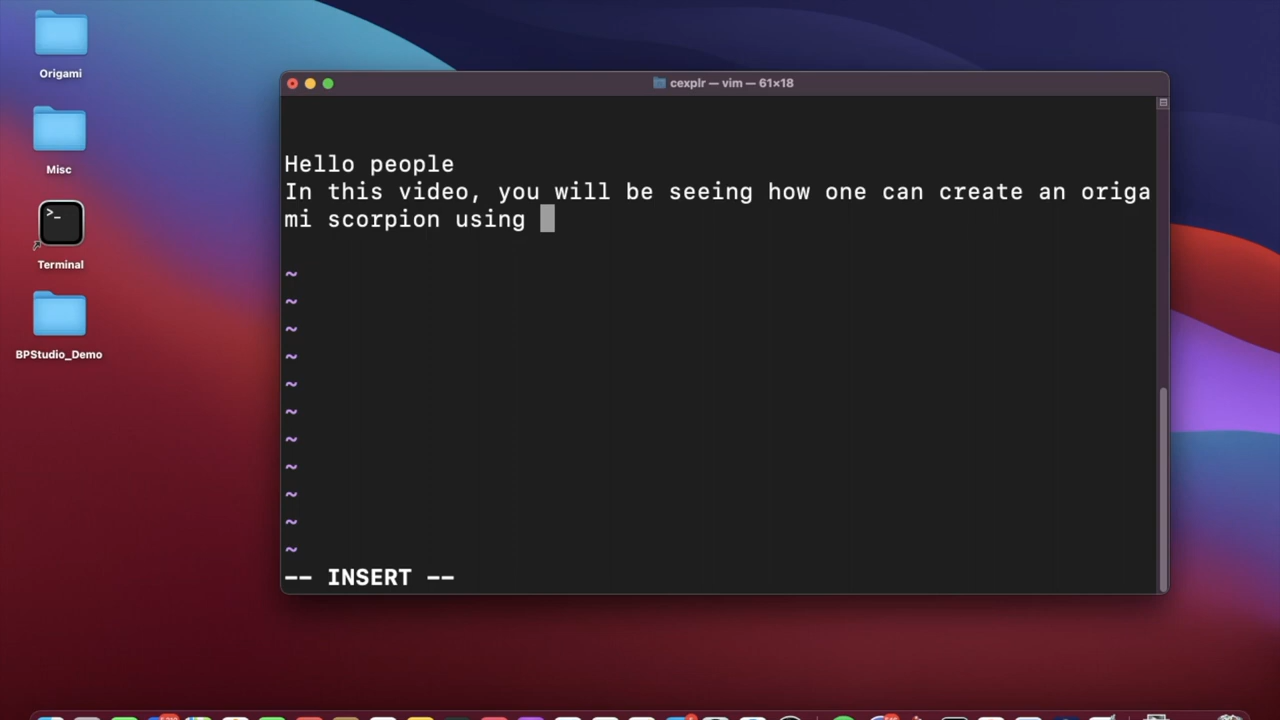 Origami
Misc
Terminal
BPStudio_Demo
cexplr — vim — 61×18
Hello people
In this video, you will be seeing how one can create an origa
mi scorpion using
~
~
~
~
~
~
~
~
~
~
~
-- INSERT --